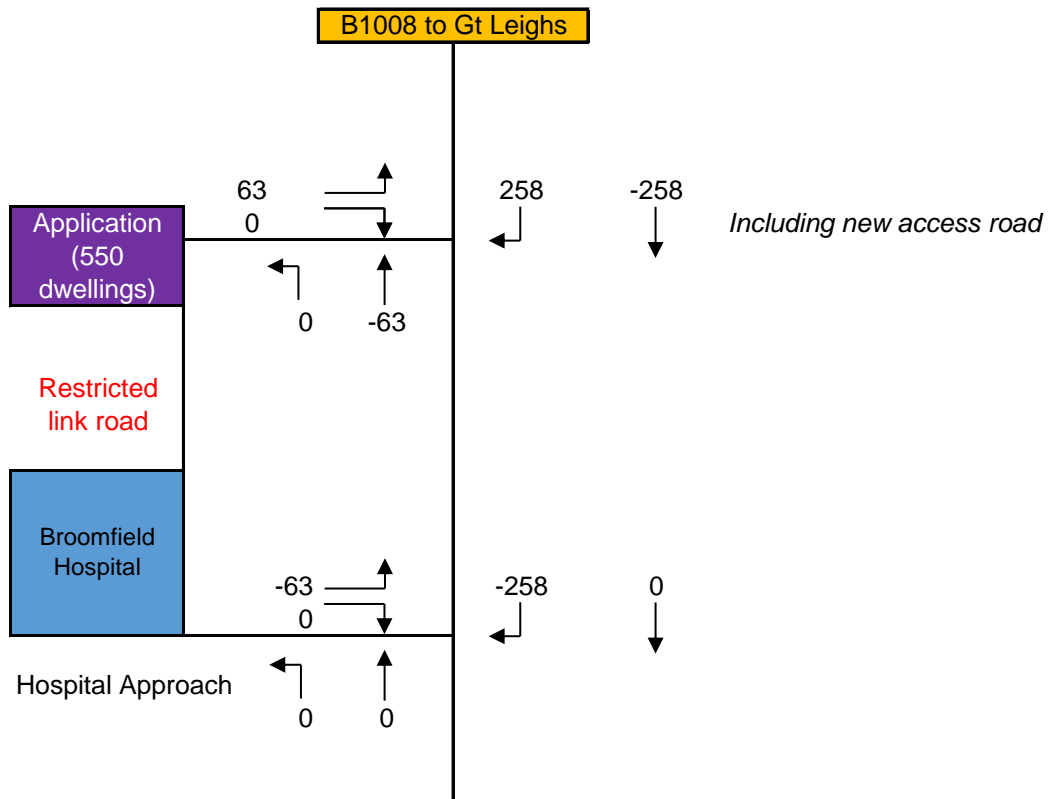 B1008 to Gt Leighs
63
258
-258
0
Application
(550
dwellings)
Including new access road
0
-63
Restricted
link road
Broomfield
Hospital
-63
-258
0
0
Hospital Approach
0
0